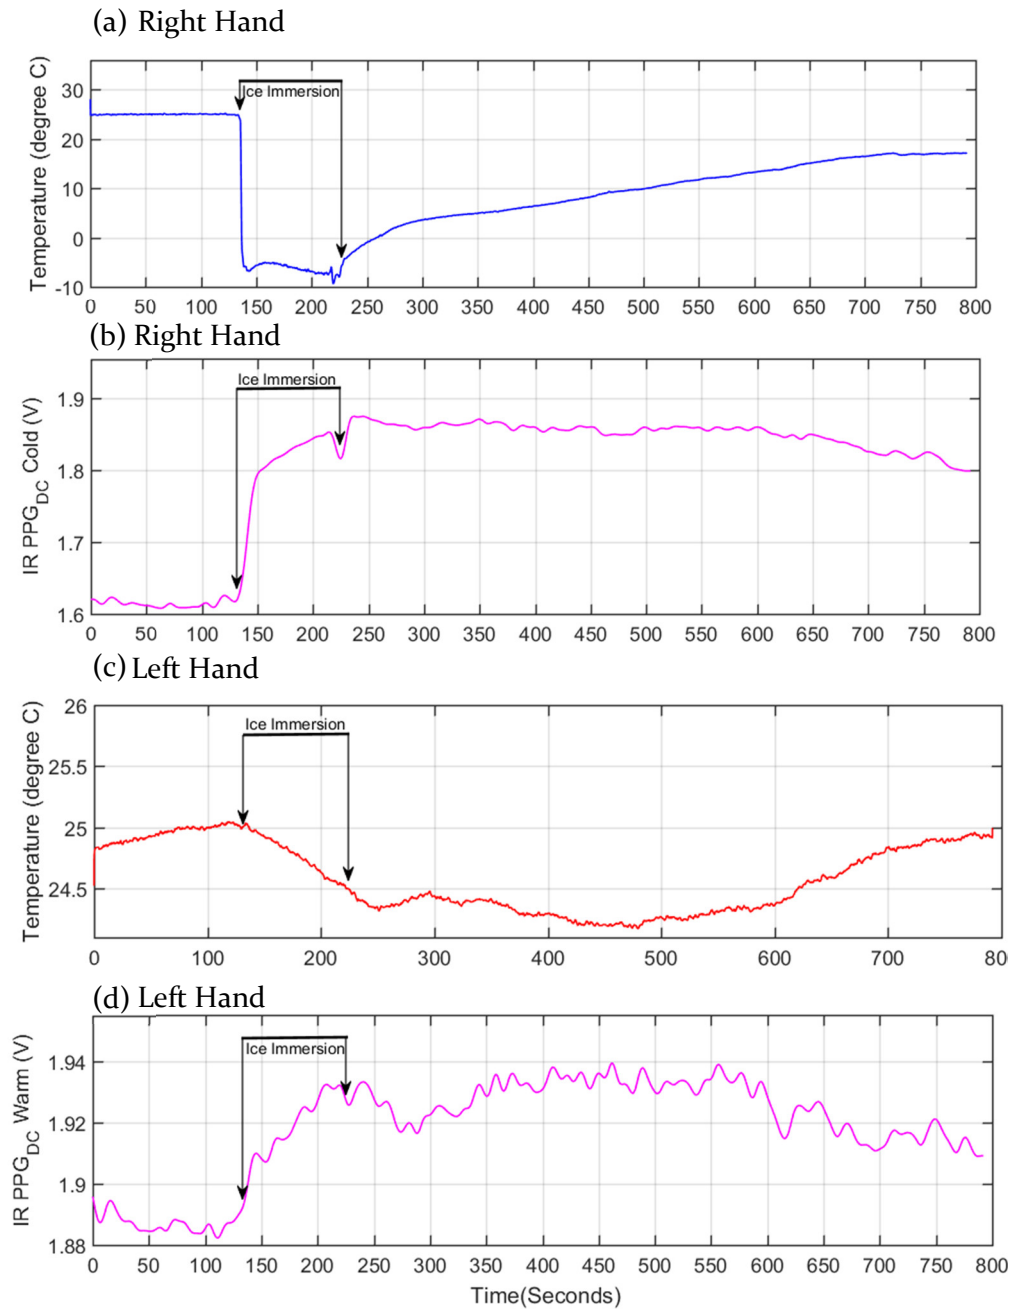 (a) Right Hand
Temperature (degree C)
30
20
10
0
-10
Ice Immersion
0 50 100 150 200 250 300 350 400 450 500 550 600 650 700 750 800
(b) Right Hand
IR PPG_DC Cold (V)
1.9
1.8
1.7
1.6
Ice Immersion
0 50 100 150 200 250 300 350 400 450 500 550 600 650 700 750 800
(c) Left Hand
Temperature (degree C)
26
25.5
25
24.5
Ice Immersion
0 100 200 300 400 500 600 700 80
(d) Left Hand
IR PPG_DC Warm (V)
1.94
1.92
1.9
1.88
Ice Immersion
0 50 100 150 200 250 300 350 400 450 500 550 600 650 700 750 800
Time(Seconds)